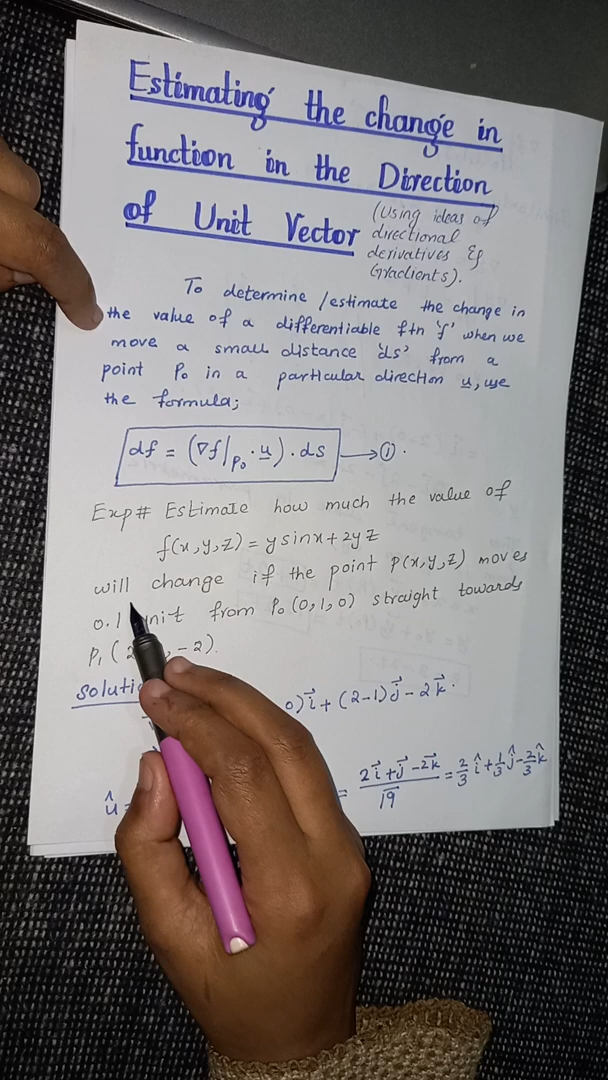 Estimating the change in
function in the Direction
of Unit Vector (Using ideas of
directional
derivatives &
Gradients).
To determine /estimate the change in
the value of a differentiable ftn 'f' when we
move a small distance 'ds' from a
point P₀ in a particular direction u, use
the formula;
df = (∇f|P₀ · u) · ds → ①.
Exp# Estimate how much the value of
f(x,y,z) = y sinx + 2yz
will change if the point P(x,y,z) moves
0.1 unit from P₀ (0,1,0) straight towards
P₁ (2, , -2).
soluti
0)i⃗ + (2-1)j⃗ - 2k⃗.
û = = 2i⃗ + j⃗ - 2k⃗ / √9 = 2/3 î + 1/3 ĵ - 2/3 k̂